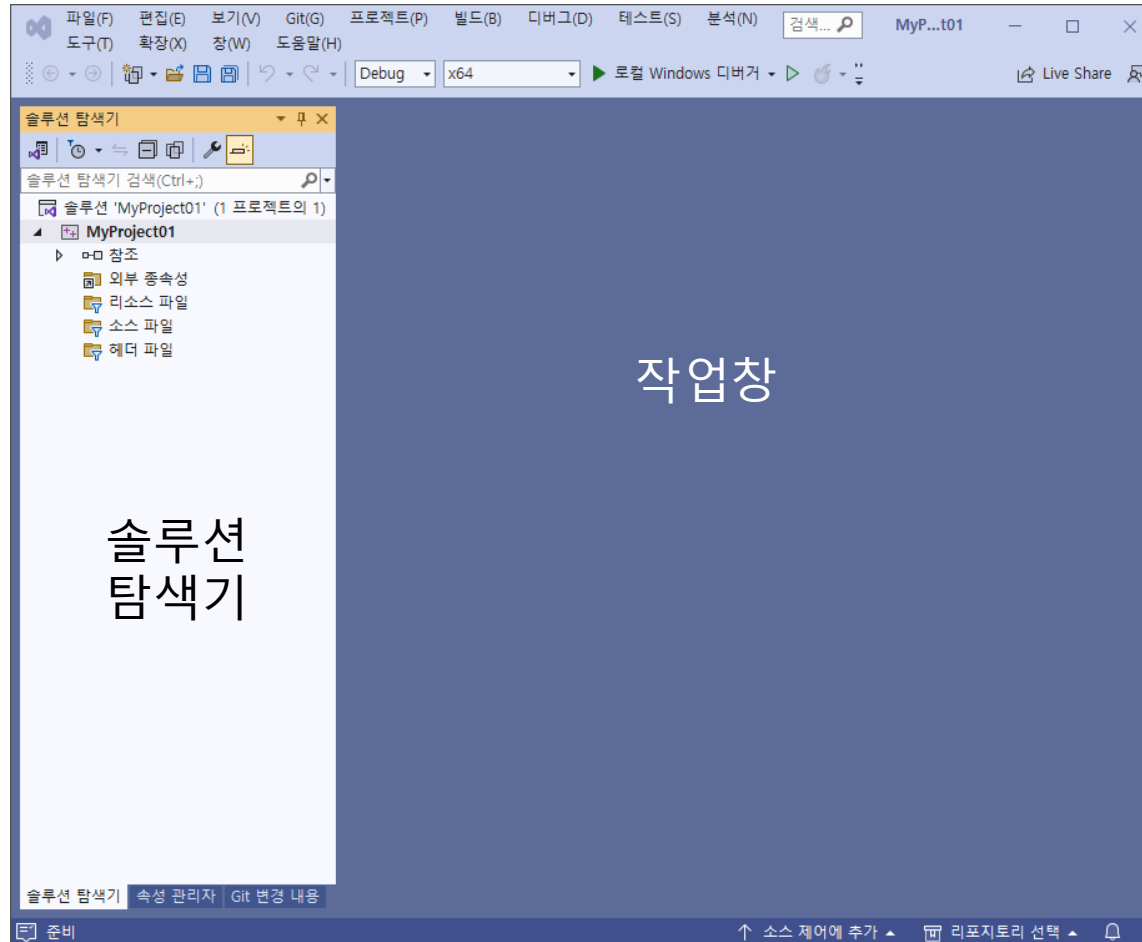 파일(F) 편집(E) 보기(V) Git(G) 프로젝트(P) 빌드(B) 디버그(D) 테스트(S) 분석(N) 검색... MyP...t01
도구(T) 확장(X) 창(W) 도움말(H)
Debug x64 로컬 Windows 디버거 Live Share
솔루션 탐색기
솔루션 탐색기 검색(Ctrl+;)
솔루션 'MyProject01' (1 프로젝트의 1)
MyProject01
참조
외부 종속성
리소스 파일
소스 파일
헤더 파일
작업창
솔루션
탐색기
솔루션 탐색기 속성 관리자 Git 변경 내용
준비 소스 제어에 추가 리포지토리 선택